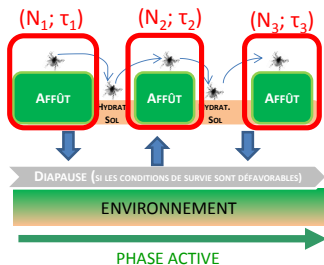 (N₁; τ₁) (N₂; τ₂) (N₃; τ₃)
AFFÛT AFFÛT AFFÛT
HYDRAT. YDRAT.
SOL SOL
DIAPAUSE (SI LES CONDITIONS DE SURVIE SONT DÉFAVORABLES)
ENVIRONNEMENT
PHASE ACTIVE